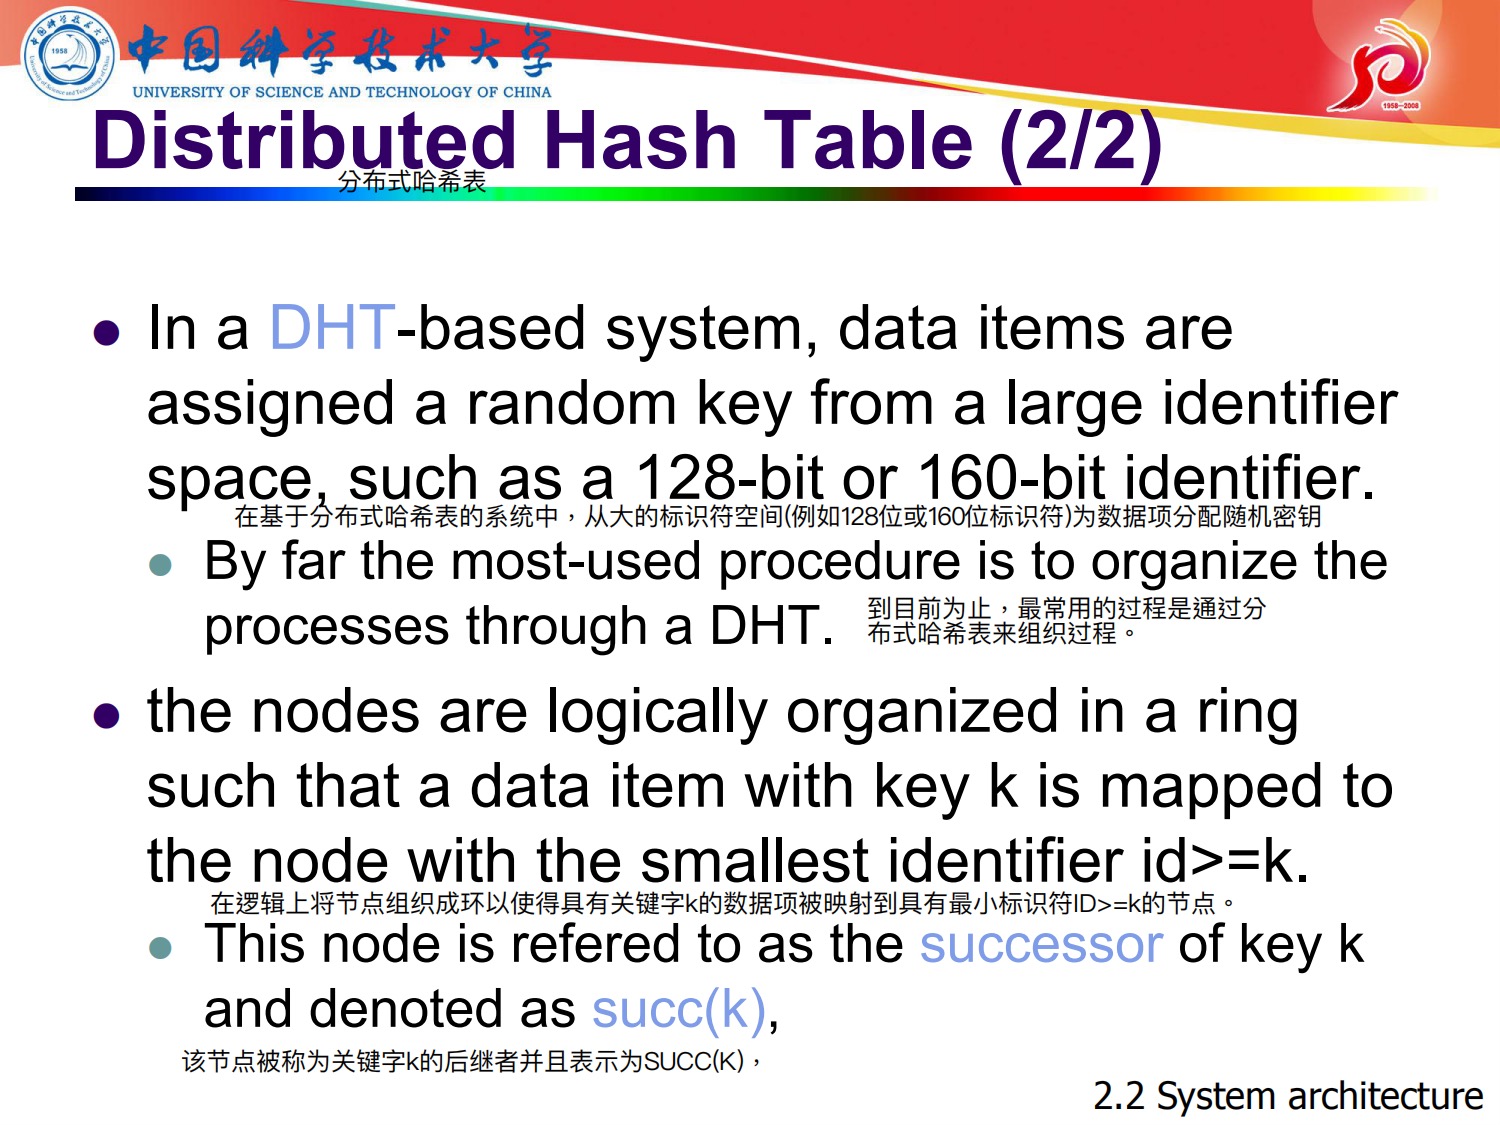 中国科学技术大学
UNIVERSITY OF SCIENCE AND TECHNOLOGY OF CHINA
1958
1958—2008
Distributed Hash Table (2/2)
分布式哈希表
In a DHT-based system, data items are
assigned a random key from a large identifier
space, such as a 128-bit or 160-bit identifier.
在基于分布式哈希表的系统中，从大的标识符空间(例如128位或160位标识符)为数据项分配随机密钥
By far the most-used procedure is to organize the
processes through a DHT.
到目前为止，最常用的过程是通过分
布式哈希表来组织过程。
the nodes are logically organized in a ring
such that a data item with key k is mapped to
the node with the smallest identifier id>=k.
在逻辑上将节点组织成环以使得具有关键字k的数据项被映射到具有最小标识符ID>=k的节点。
This node is refered to as the successor of key k
and denoted as succ(k),
该节点被称为关键字k的后继者并且表示为SUCC(K)，
2.2 System architecture